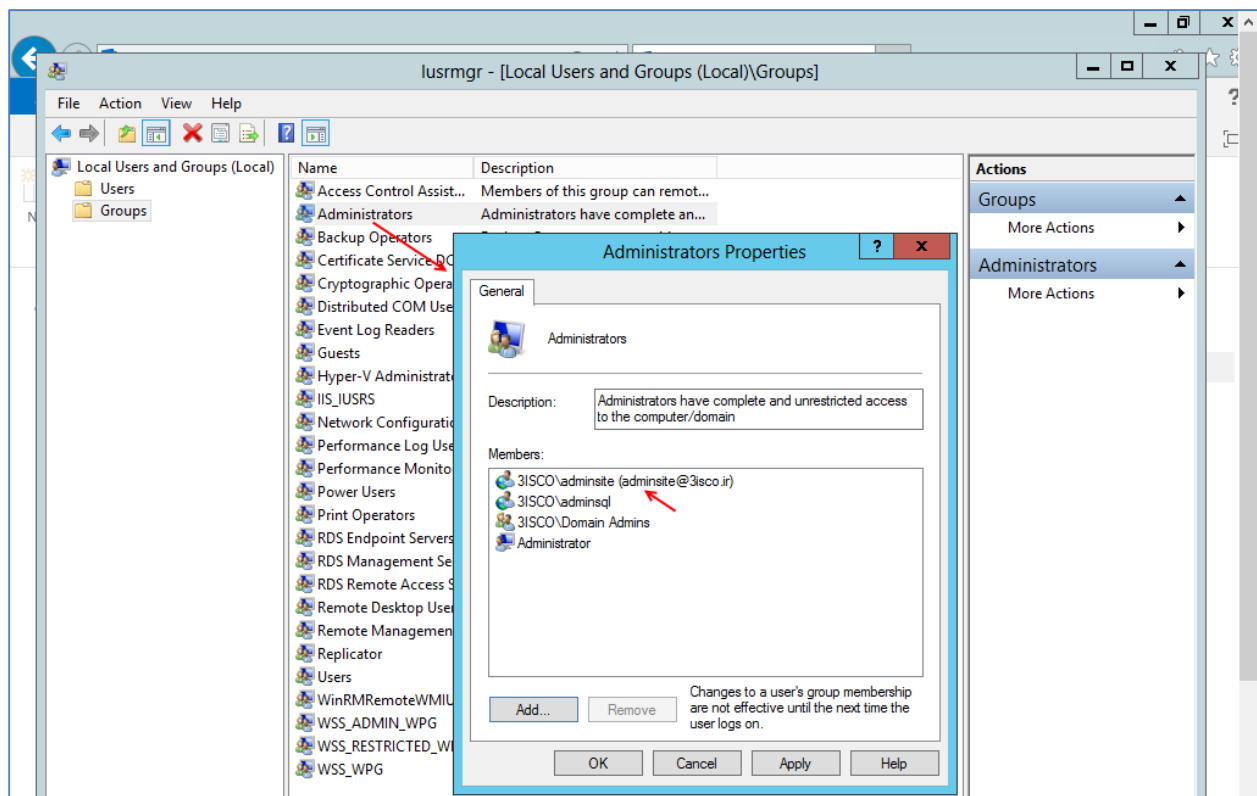 lusrmgr - [Local Users and Groups (Local)\Groups]
File Action View Help
Local Users and Groups (Local)
Users
Groups
Name Description
Access Control Assist... Members of this group can remot...
Administrators Administrators have complete an...
Backup Operators
Certificate Service DC
Cryptographic Opera
Distributed COM Use
Event Log Readers
Guests
Hyper-V Administrat
IIS_IUSRS
Network Configuratio
Performance Log Use
Performance Monito
Power Users
Print Operators
RDS Endpoint Servers
RDS Management Se
RDS Remote Access S
Remote Desktop User
Remote Managemen
Replicator
Users
WinRMRemoteWMIU
WSS_ADMIN_WPG
WSS_RESTRICTED_W
WSS_WPG
Administrators Properties
General
Administrators
Description: Administrators have complete and unrestricted access
to the computer/domain
Members:
3ISCO\adminsite (adminsite@3isco.ir)
3ISCO\adminsql
3ISCO\Domain Admins
Administrator
Add... Remove
Changes to a user's group membership
are not effective until the next time the
user logs on.
OK Cancel Apply Help
Actions
Groups
More Actions
Administrators
More Actions